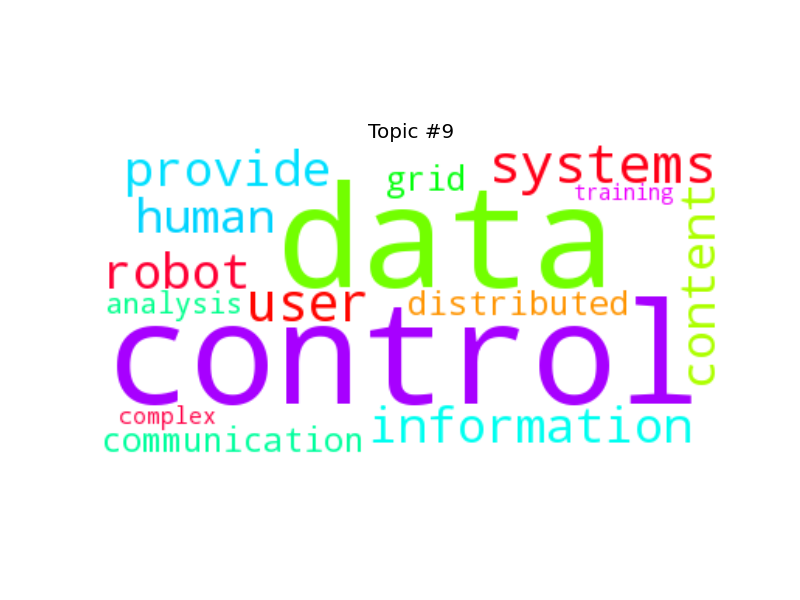 Topic #9
provide
grid
systems
training
human
data
content
robot
analysis
user
distributed
control
complex
communication
information